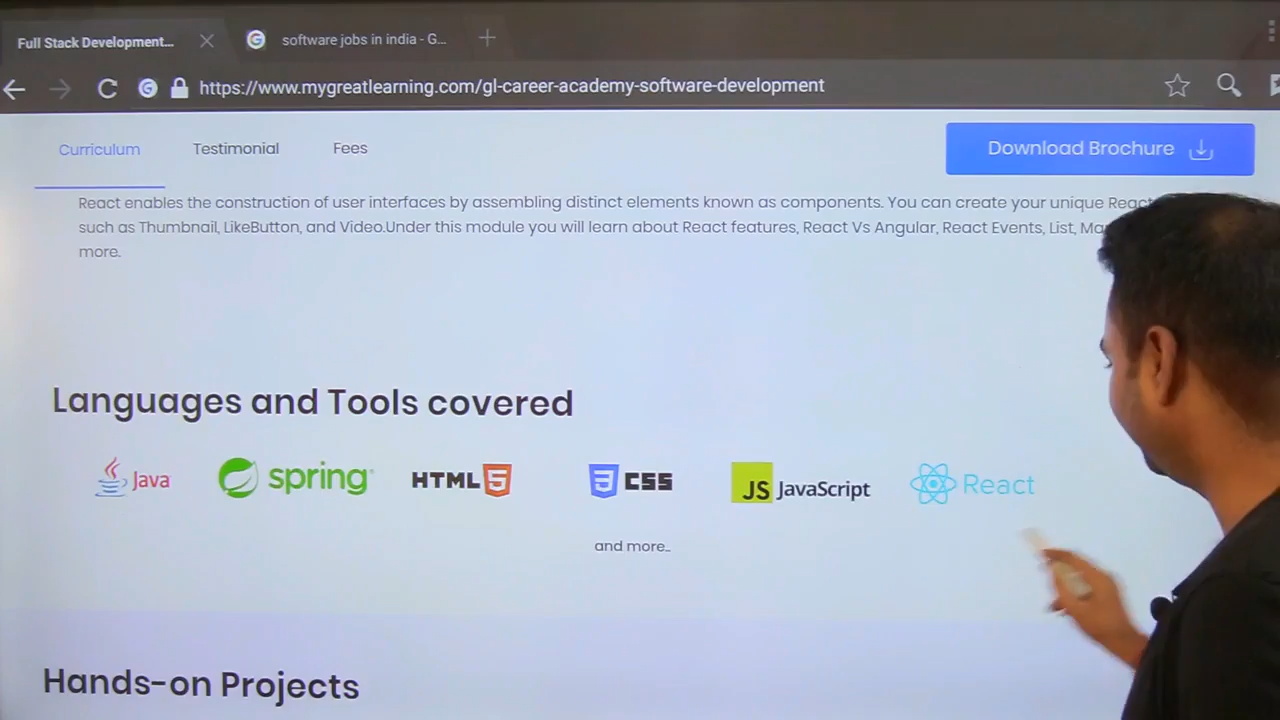 Full Stack Development...
software jobs in india - G...
https://www.mygreatlearning.com/gl-career-academy-software-development
Curriculum
Testimonial
Fees
Download Brochure
React enables the construction of user interfaces by assembling distinct elements known as components. You can create your unique React
such as Thumbnail, LikeButton, and Video.Under this module you will learn about React features, React Vs Angular, React Events, List,
more.
Languages and Tools covered
Java
spring
HTML 5
3 CSS
JS JavaScript
React
and more..
Hands-on Projects